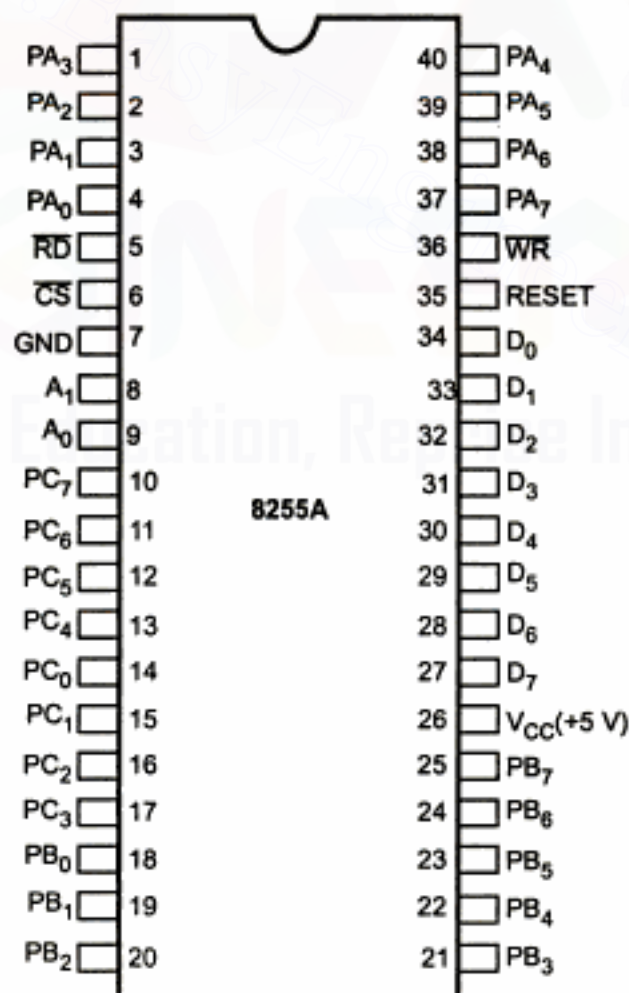 PA₃ 1 40 PA₄
PA₂ 2 39 PA₅
PA₁ 3 38 PA₆
PA₀ 4 37 PA₇
R̅D̅ 5 36 W̅R̅
C̅S̅ 6 35 RESET
GND 7 34 D₀
A₁ 8 33 D₁
A₀ 9 32 D₂
PC₇ 10 31 D₃
8255A
PC₆ 11 30 D₄
PC₅ 12 29 D₅
PC₄ 13 28 D₆
PC₀ 14 27 D₇
PC₁ 15 26 V_CC(+5 V)
PC₂ 16 25 PB₇
PC₃ 17 24 PB₆
PB₀ 18 23 PB₅
PB₁ 19 22 PB₄
PB₂ 20 21 PB₃